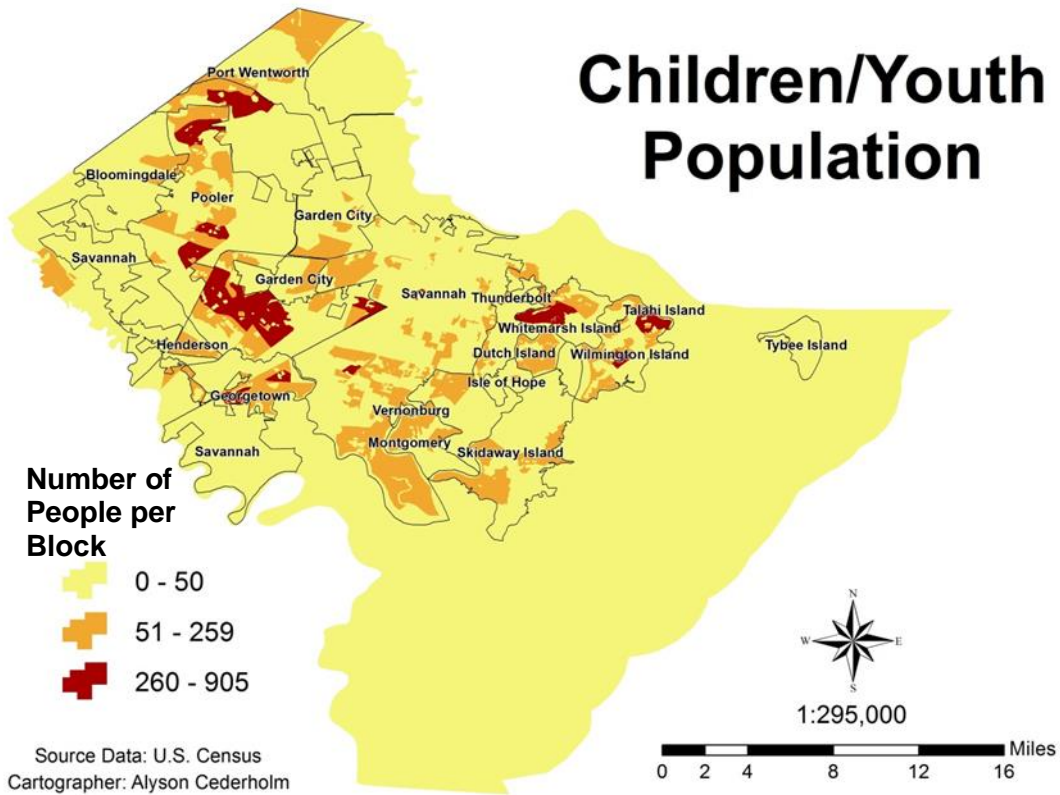 Children/Youth
Population
Port Wentworth
Bloomingdale
Pooler
Garden City
Savannah
Garden City
Savannah
Thunderbolt
Talahi Island
Whitemarsh Island
Henderson
Dutch Island
Wilmington Island
Tybee Island
Isle of Hope
Georgetown
Vernonburg
Montgomery
Savannah
Skidaway Island
Number of
People per
Block
0 - 50
51 - 259
260 - 905
Source Data: U.S. Census
Cartographer: Alyson Cederholm
N
W
E
S
1:295,000
Miles
0 2 4 8 12 16